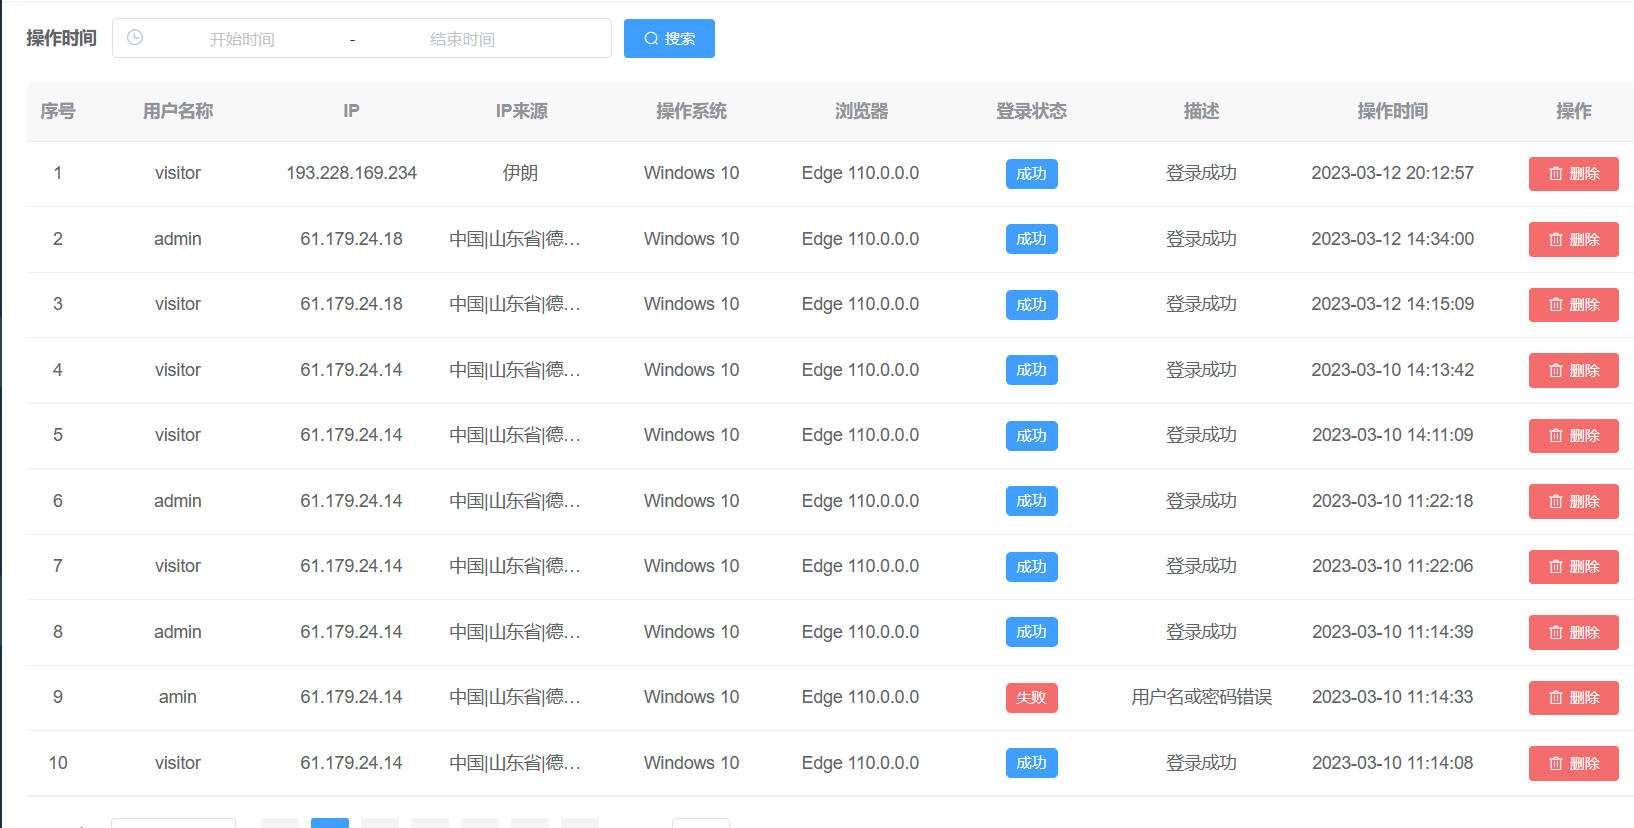 操作时间 开始时间 - 结束时间 搜索
序号 用户名称 IP IP来源 操作系统 浏览器 登录状态 描述 操作时间 操作
1 visitor 193.228.169.234 伊朗 Windows 10 Edge 110.0.0.0 成功 登录成功 2023-03-12 20:12:57 删除
2 admin 61.179.24.18 中国|山东省|德… Windows 10 Edge 110.0.0.0 成功 登录成功 2023-03-12 14:34:00 删除
3 visitor 61.179.24.18 中国|山东省|德… Windows 10 Edge 110.0.0.0 成功 登录成功 2023-03-12 14:15:09 删除
4 visitor 61.179.24.14 中国|山东省|德… Windows 10 Edge 110.0.0.0 成功 登录成功 2023-03-10 14:13:42 删除
5 visitor 61.179.24.14 中国|山东省|德… Windows 10 Edge 110.0.0.0 成功 登录成功 2023-03-10 14:11:09 删除
6 admin 61.179.24.14 中国|山东省|德… Windows 10 Edge 110.0.0.0 成功 登录成功 2023-03-10 11:22:18 删除
7 visitor 61.179.24.14 中国|山东省|德… Windows 10 Edge 110.0.0.0 成功 登录成功 2023-03-10 11:22:06 删除
8 admin 61.179.24.14 中国|山东省|德… Windows 10 Edge 110.0.0.0 成功 登录成功 2023-03-10 11:14:39 删除
9 amin 61.179.24.14 中国|山东省|德… Windows 10 Edge 110.0.0.0 失败 用户名或密码错误 2023-03-10 11:14:33 删除
10 visitor 61.179.24.14 中国|山东省|德… Windows 10 Edge 110.0.0.0 成功 登录成功 2023-03-10 11:14:08 删除